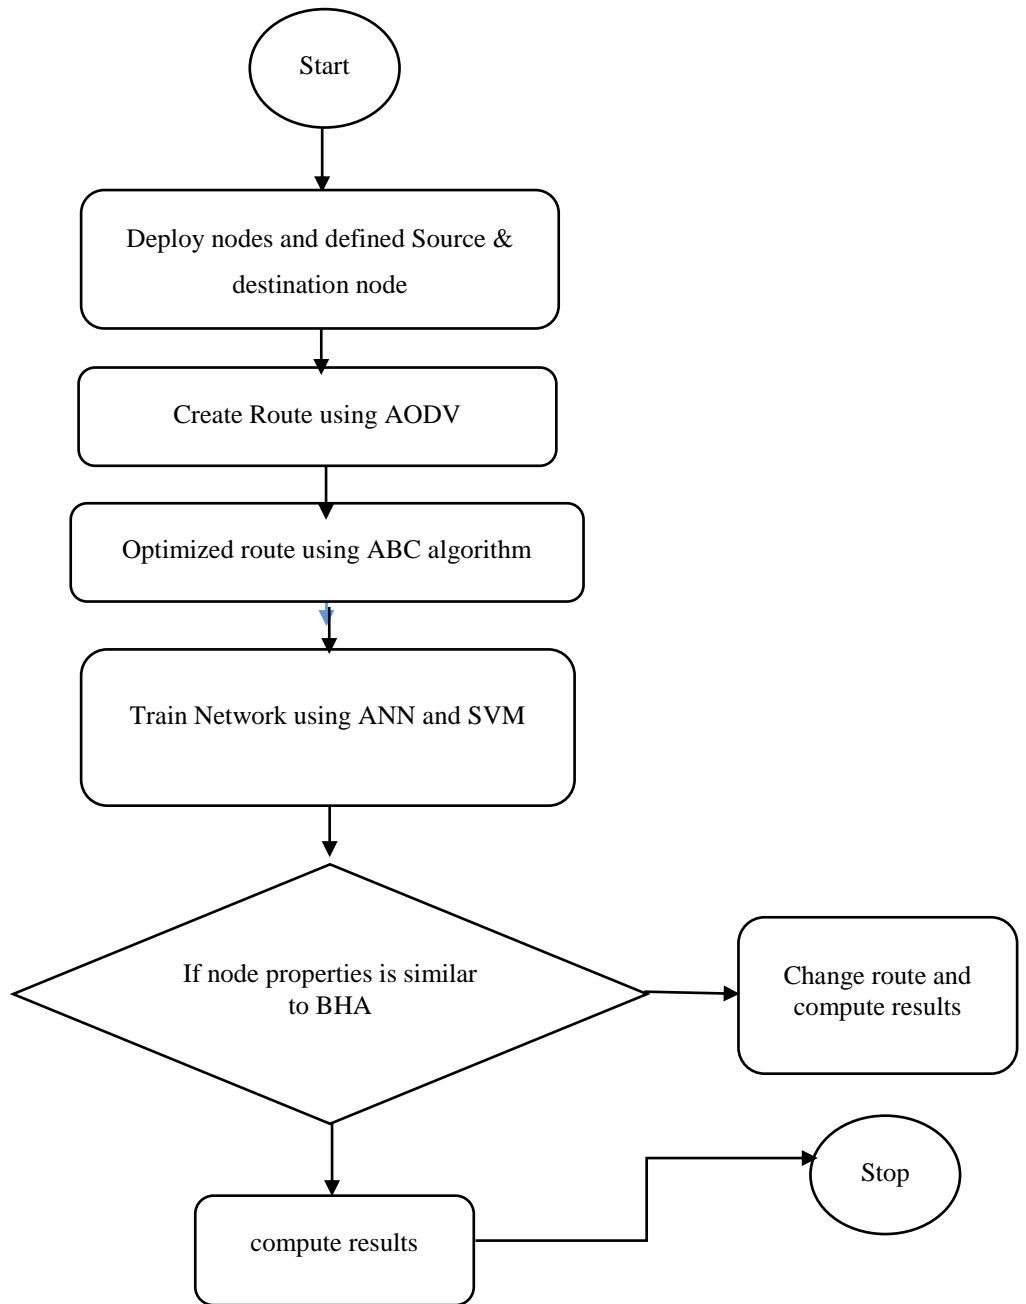 Start
Deploy nodes and defined Source &
destination node
Create Route using AODV
Optimized route using ABC algorithm
Train Network using ANN and SVM
If node properties is similar
to BHA
Change route and
compute results
compute results
Stop